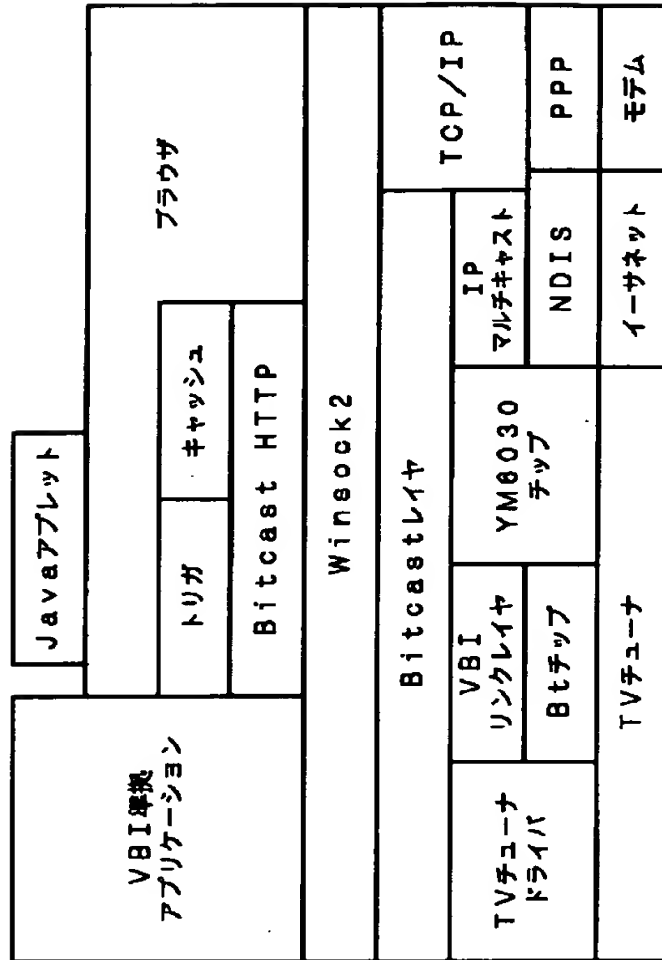 Javaアプレット
VBI準拠
アプリケーション
ブラウザ
トリガ
キャッシュ
Bitcast HTTP
Winsock2
Bitcastレイヤ
TCP/IP
TVチューナ
ドライバ
VBI
リンクレイヤ
YM8030
チップ
IP
マルチキャスト
Btチップ
NDIS
PPP
TVチューナ
イーサネット
モデム